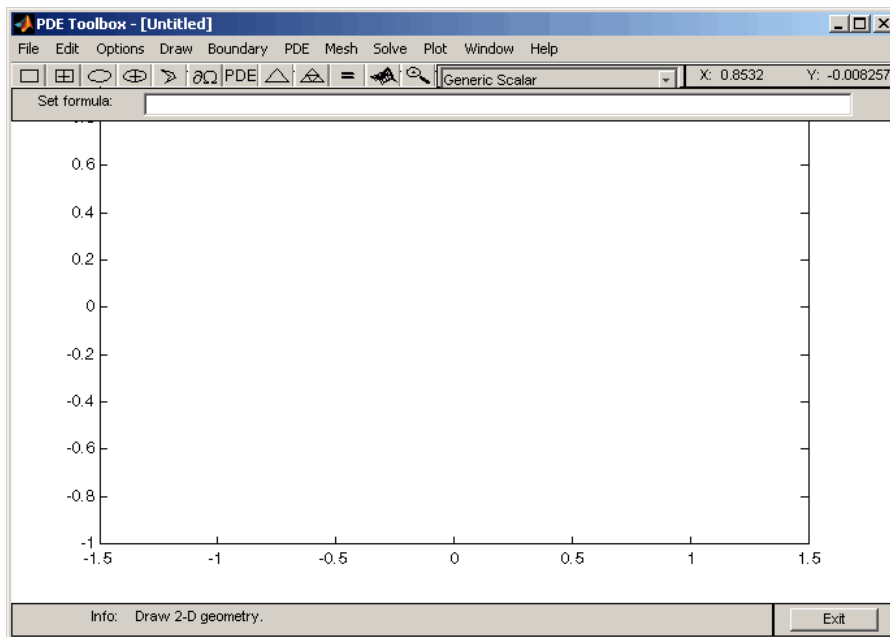 PDE Toolbox - [Untitled]
File Edit Options Draw Boundary PDE Mesh Solve Plot Window Help
∂Ω PDE = Generic Scalar X: 0.8532 Y: -0.008257
Set formula:
0.6
0.4
0.2
0
-0.2
-0.4
-0.6
-0.8
-1
-1.5 -1 -0.5 0 0.5 1 1.5
Info: Draw 2-D geometry.
Exit